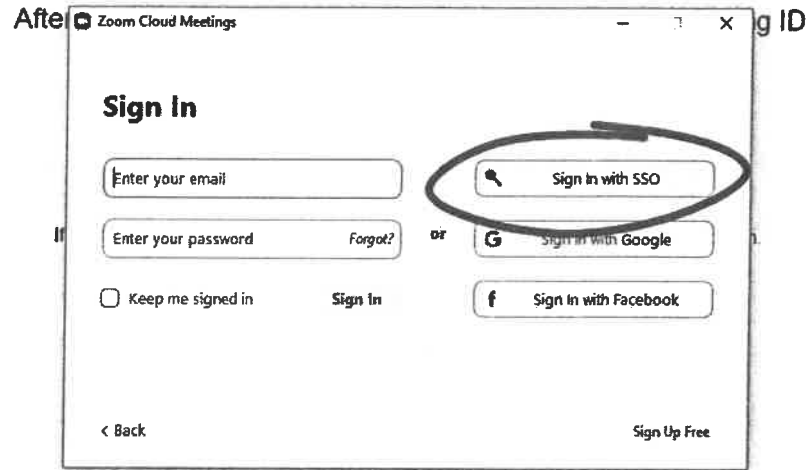 Afte
g ID
Zoom Cloud Meetings
Sign In
Enter your email
Sign In with SSO
Enter your password Forgot?
or
G Sign In with Google
Keep me signed in Sign In
f Sign In with Facebook
< Back
Sign Up Free